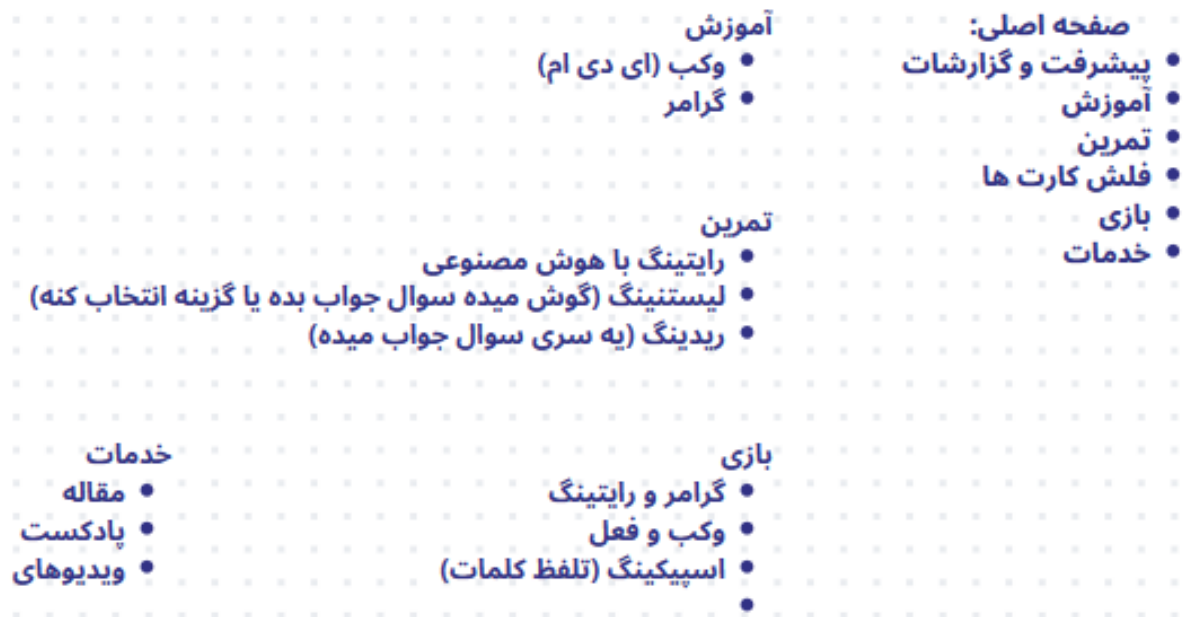 صفحه اصلی:
• پیشرفت و گزارشات
• آموزش
• تمرین
• فلش کارت ها
• بازی
• خدمات
آموزش
• وکب (ای دی ام)
• گرامر
تمرین
• رایتینگ با هوش مصنوعی
• لیستنینگ (گوش میده سوال جواب بده یا گزینه انتخاب کنه)
• ریدینگ (یه سری سوال جواب میده)
بازی
• گرامر و رایتینگ
• وکب و فعل
• اسپیکینگ (تلفظ کلمات)
•
خدمات
• مقاله
• پادکست
• ویدیوهای